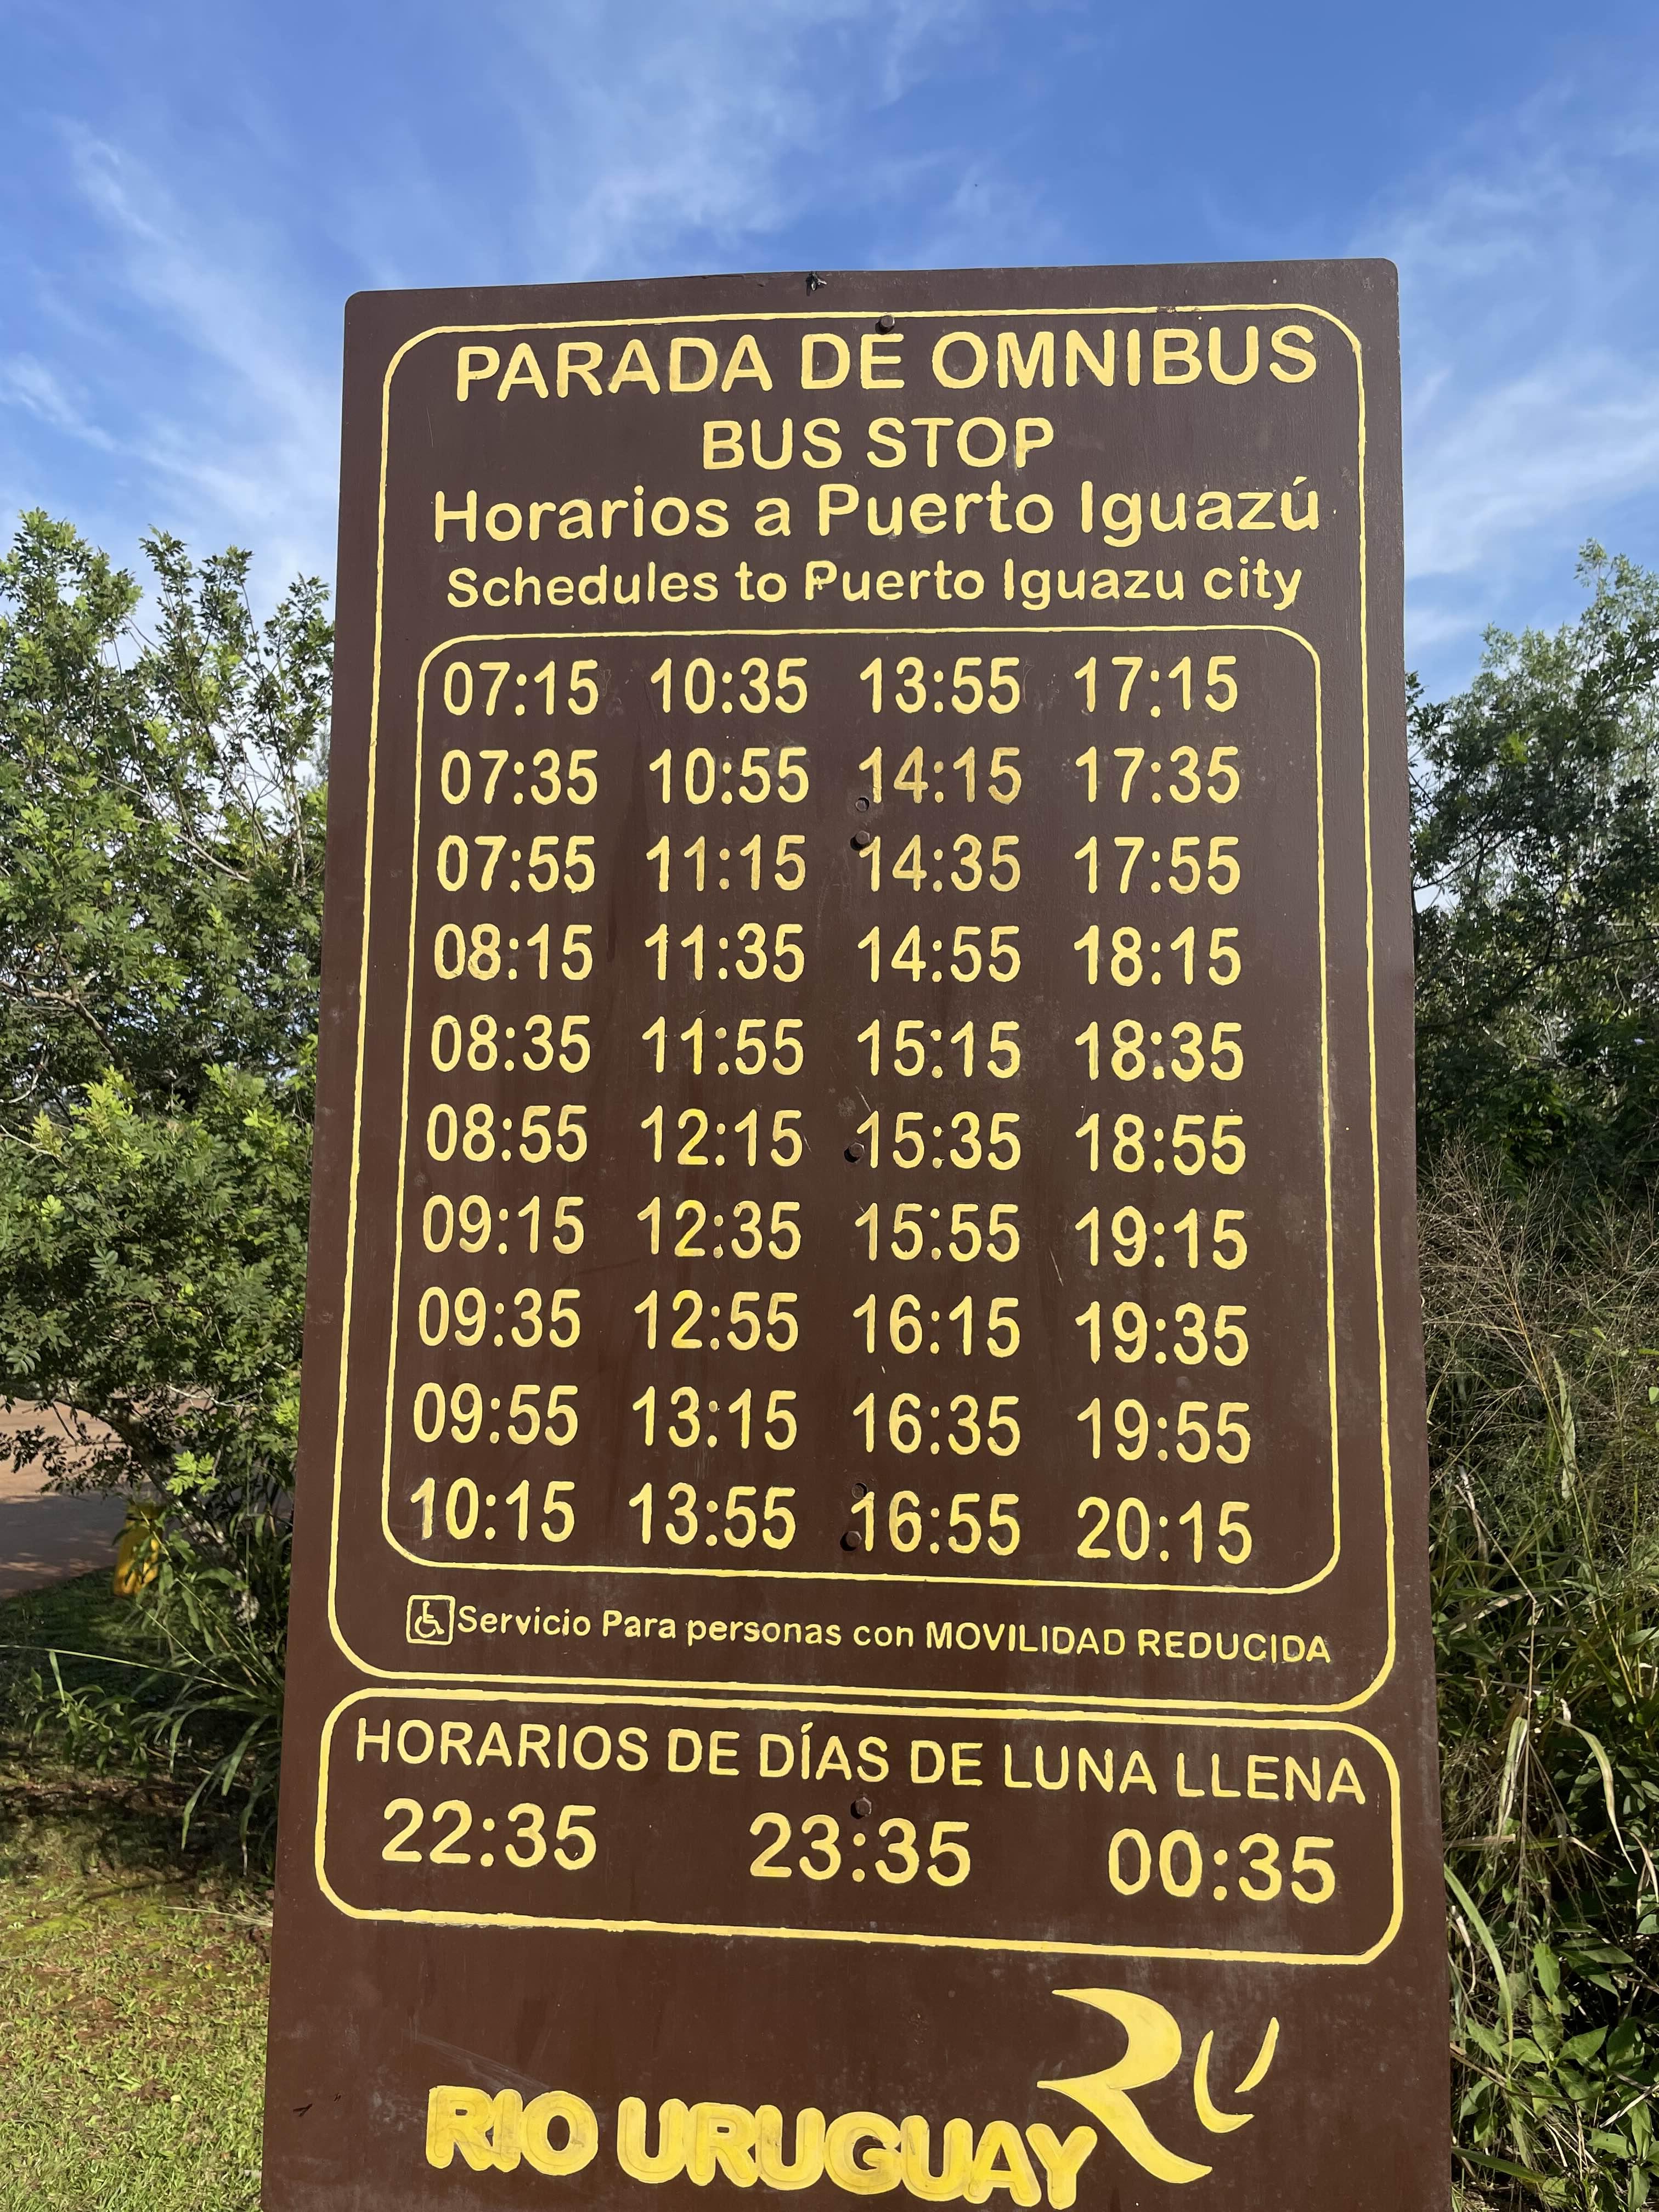 PARADA DE OMNIBUS
BUS STOP
Horarios a Puerto Iguazú
Schedules to Puerto Iguazu city
07:15 10:35 13:55 17:15
07:35 10:55 14:15 17:35
07:55 11:15 14:35 17:55
08:15 11:35 14:55 18:15
08:35 11:55 15:15 18:35
08:55 12:15 15:35 18:55
09:15 12:35 15:55 19:15
09:35 12:55 16:15 19:35
09:55 13:15 16:35 19:55
10:15 13:55 16:55 20:15
Servicio Para personas con MOVILIDAD REDUCIDA
HORARIOS DE DÍAS DE LUNA LLENA
22:35 23:35 00:35
RU
RIO URUGUAY